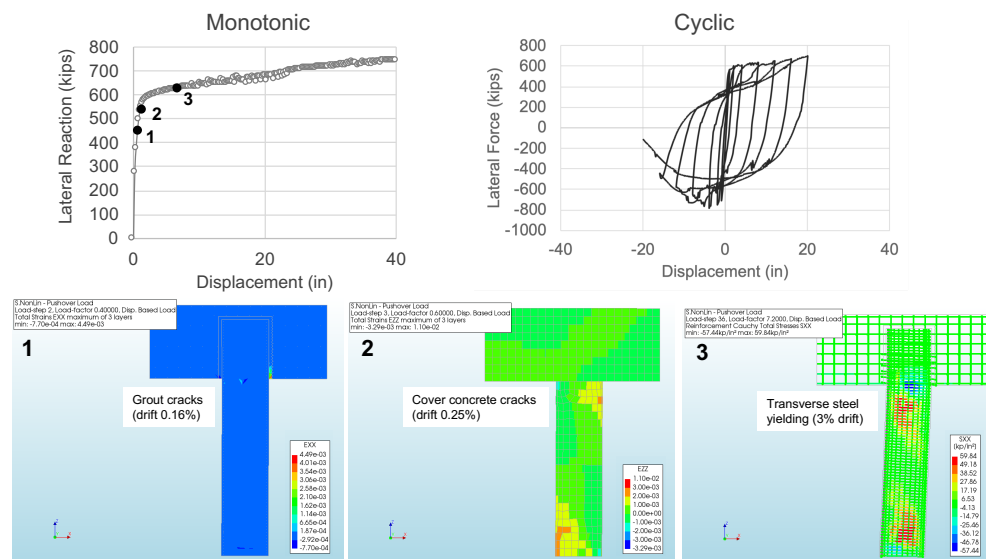 Monotonic
Lateral Reaction (kips)
800
700
600
500
400
300
200
100
0
1
2
3
0
20
40
Displacement (in)
Cyclic
Lateral Force (kips)
800
600
400
200
0
-200
-400
-600
-800
-1000
-40
-20
0
20
40
Displacement (in)
S.NonLin - Pushover Load
Load-step 2, Load-factor 0.40000, Disp. Based Load
Total Strains EXX maximum of 3 layers
min: -7.70e-04 max: 4.49e-03
1
Grout cracks
(drift 0.16%)
EXX
4.49e-03
4.01e-03
3.54e-03
3.06e-03
2.58e-03
2.10e-03
1.62e-03
1.14e-03
6.65e-04
1.87e-04
-2.92e-04
-7.70e-04
S.NonLin - Pushover Load
Load-step 3, Load-factor 0.60000, Disp. Based Load
Total Strains EZZ maximum of 3 layers
min: -3.29e-03 max: 1.10e-02
2
Cover concrete cracks
(drift 0.25%)
EZZ
1.10e-02
3.00e-03
2.00e-03
1.00e-03
0.00e+00
-1.00e-03
-2.00e-03
-3.00e-03
-3.29e-03
S.NonLin - Pushover Load
Load-step 36, Load-factor 7.2000, Disp. Based Load
Reinforcement Cauchy Total Stresses SXX
min: -57.44kp/in² max: 59.84kp/in²
3
Transverse steel
yielding (3% drift)
SXX
(kp/in²)
59.84
49.18
38.52
27.86
17.19
6.53
-4.13
-14.79
-25.46
-36.12
-46.78
-57.44